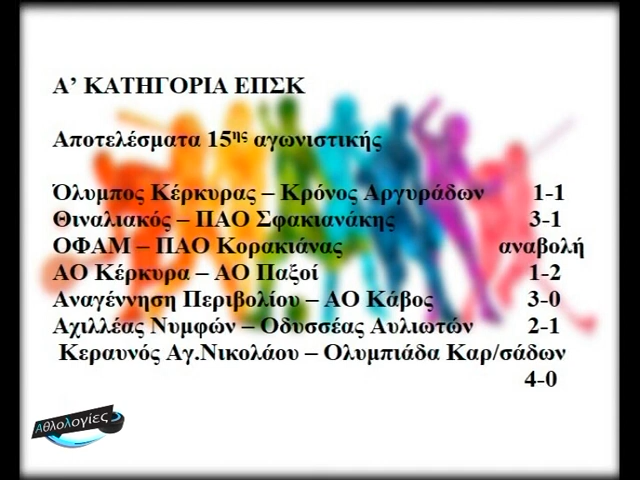 Α’ ΚΑΤΗΓΟΡΙΑ ΕΠΣΚ
Αποτελέσματα 15ης αγωνιστικής
Όλυμπος Κέρκυρας – Κρόνος Αργυράδων 1-1
Θιναλιακός – ΠΑΟ Σφακιανάκης 3-1
ΟΦΑΜ – ΠΑΟ Κορακιάνας αναβολή
ΑΟ Κέρκυρα – ΑΟ Παξοί 1-2
Αναγέννηση Περιβολίου – ΑΟ Κάβος 3-0
Αχιλλέας Νυμφών – Οδυσσέας Αυλιωτών 2-1
Κεραυνός Αγ.Νικολάου – Ολυμπιάδα Καρ/σάδων
4-0
Αθλολογίες